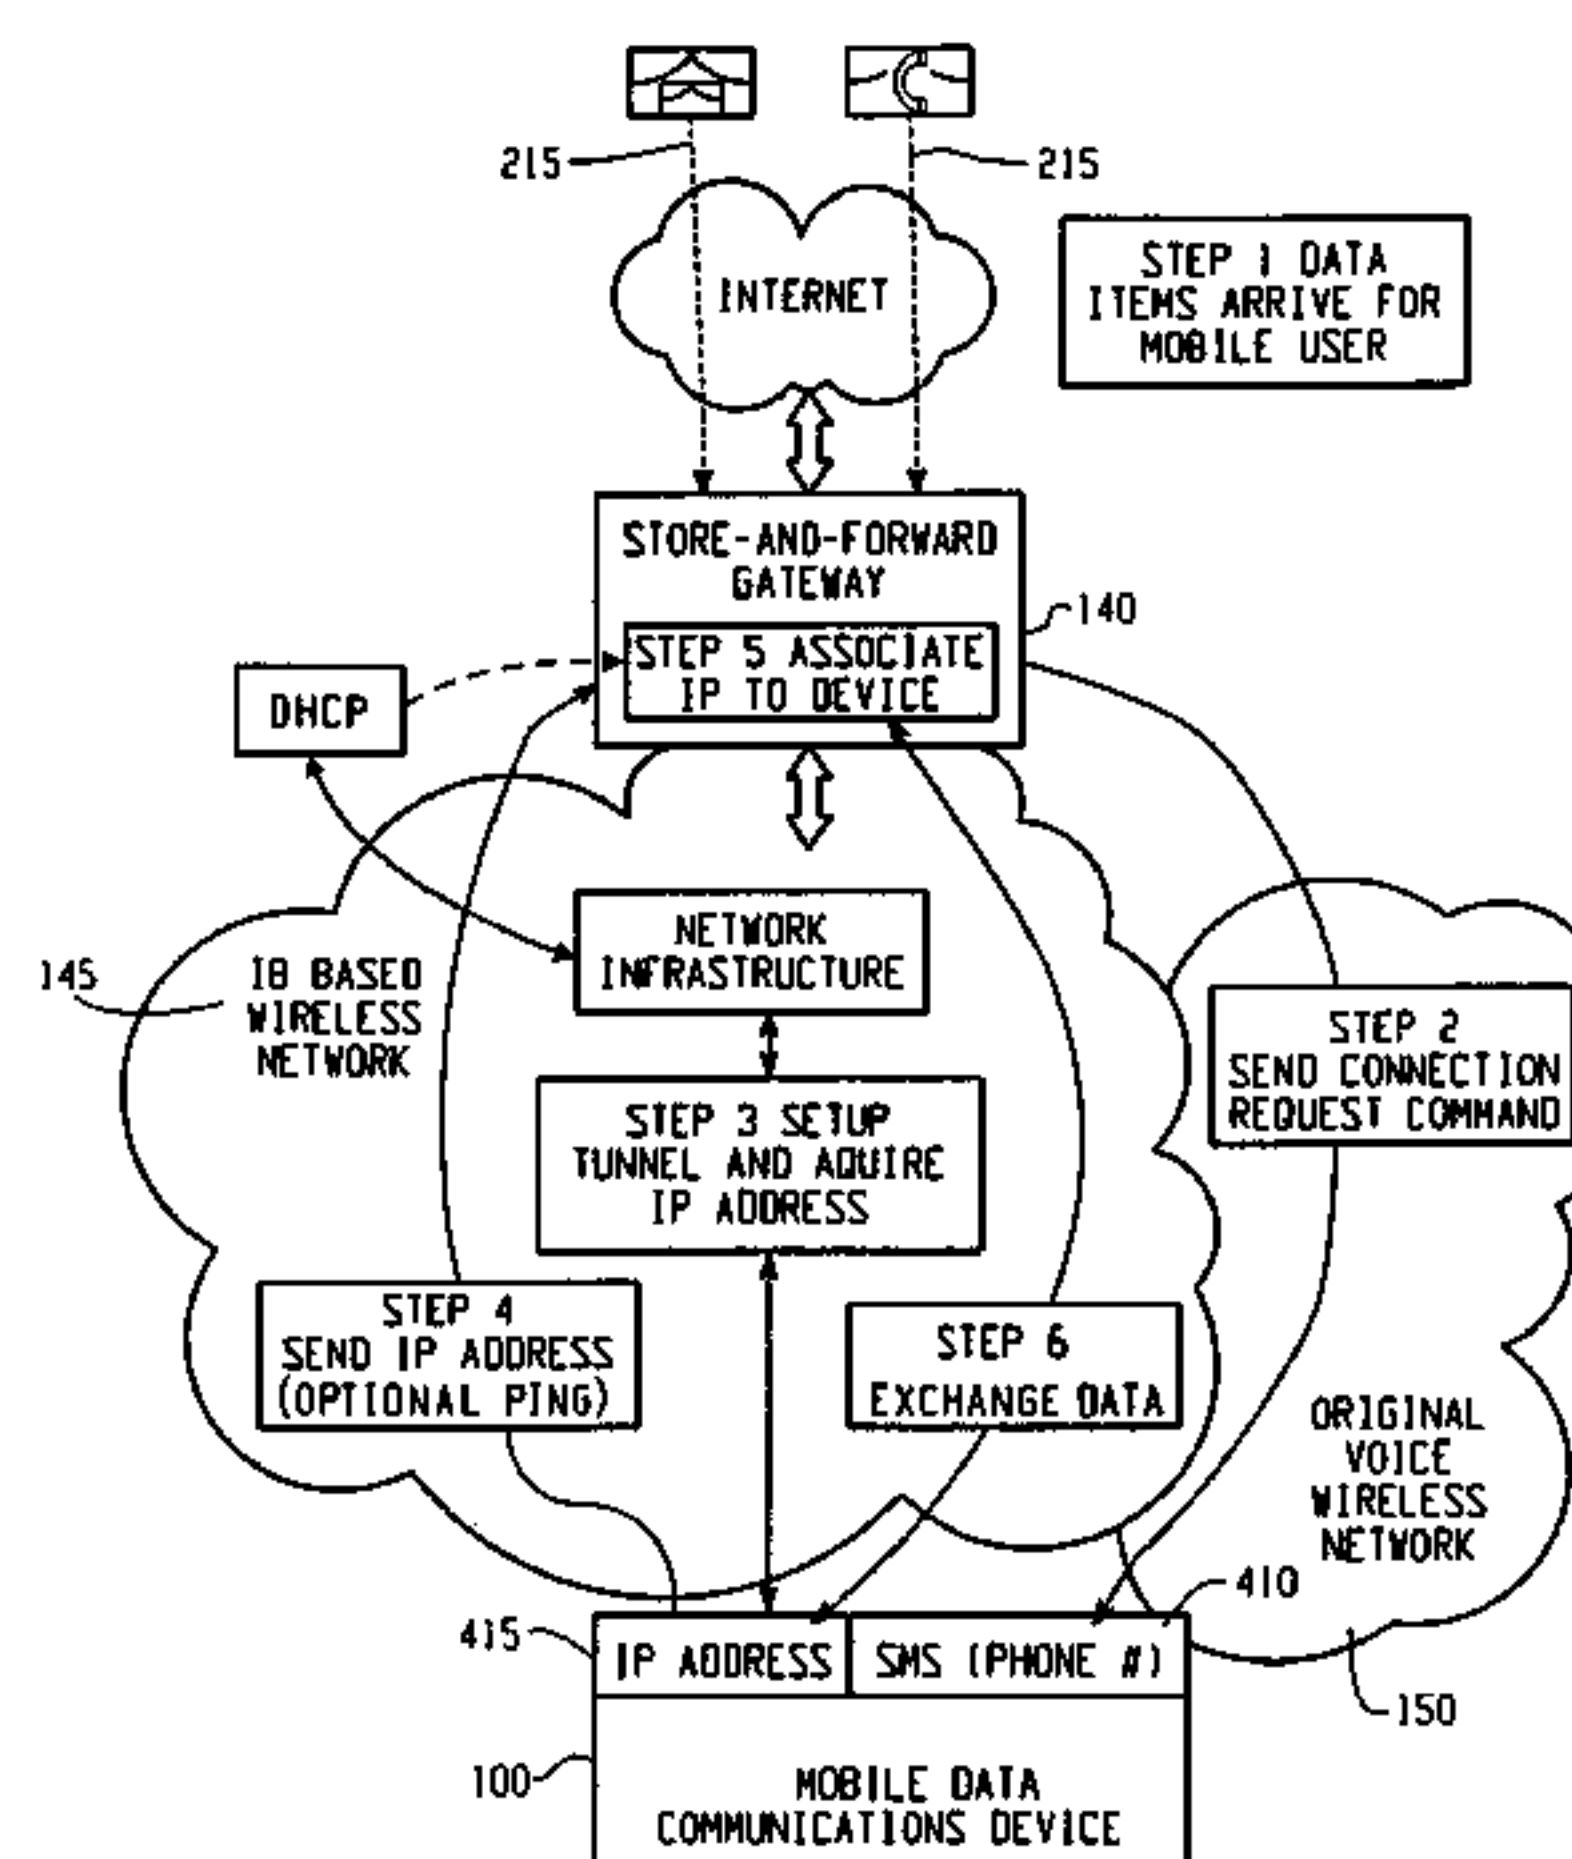 215
215
INTERNET
STEP 1 DATA
ITEMS ARRIVE FOR
MOBILE USER
STORE-AND-FORWARD
GATEWAY
140
STEP 5 ASSOCIATE
IP TO DEVICE
DHCP
NETWORK
INFRASTRUCTURE
145
IB BASED
WIRELESS
NETWORK
STEP 2
SEND CONNECTION
REQUEST COMMAND
STEP 3 SETUP
TUNNEL AND AQUIRE
IP ADDRESS
STEP 4
SEND IP ADDRESS
(OPTIONAL PING)
STEP 6
EXCHANGE DATA
ORIGINAL
VOICE
WIRELESS
NETWORK
410
415
IP ADDRESS
SMS (PHONE #)
150
100
MOBILE DATA
COMMUNICATIONS DEVICE